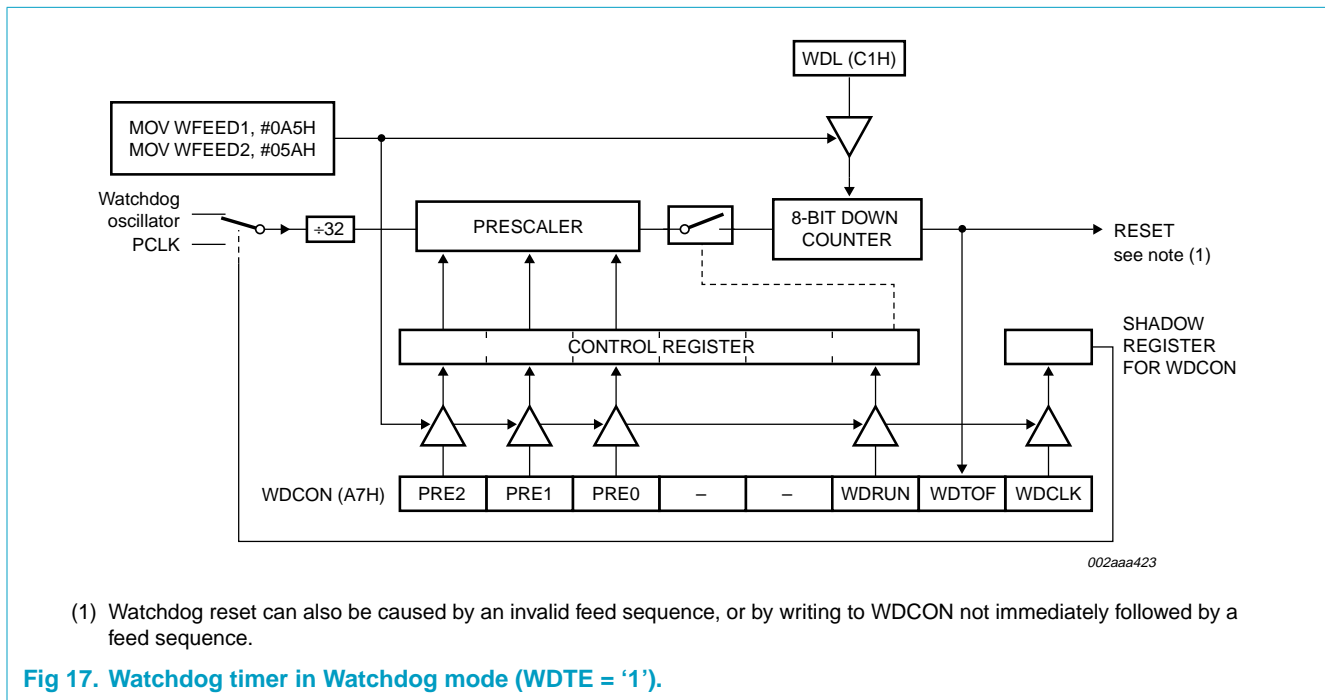 WDL (C1H)
MOV WFEED1, #0A5H
MOV WFEED2, #05AH
Watchdog
oscillator
PCLK
÷32
PRESCALER
8-BIT DOWN
COUNTER
RESET
see note (1)
CONTROL REGISTER
SHADOW
REGISTER
FOR WDCON
WDCON (A7H)
PRE2
PRE1
PRE0
–
–
WDRUN
WDTOF
WDCLK
002aaa423
(1) Watchdog reset can also be caused by an invalid feed sequence, or by writing to WDCON not immediately followed by a
feed sequence.
Fig 17. Watchdog timer in Watchdog mode (WDTE = ‘1’).